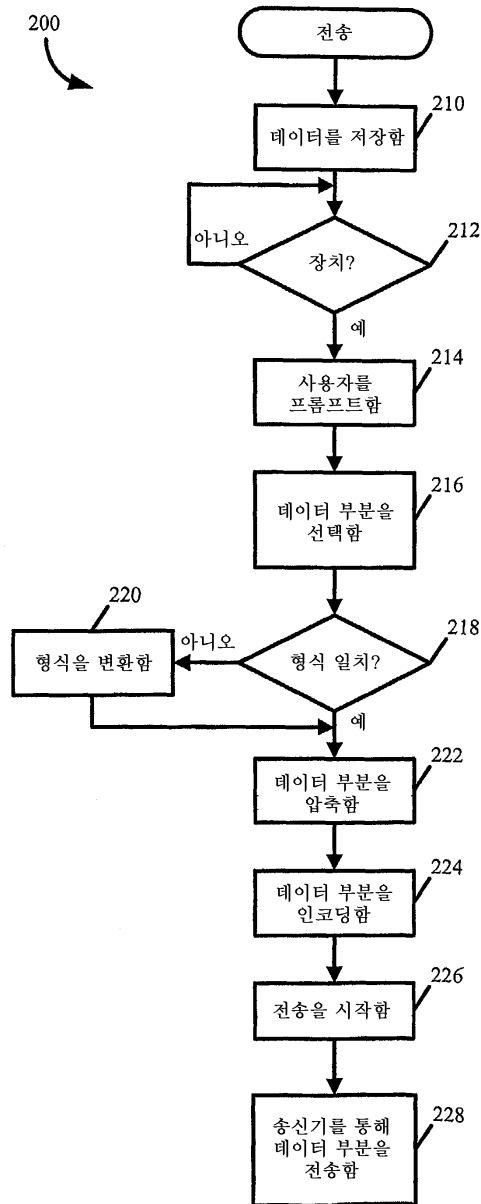 200
전송
210
데이터를 저장함
아니오
212
장치?
예
214
사용자를
프롬프트함
216
데이터 부분을
선택함
220
아니오
218
형식을 변환함
형식 일치?
예
222
데이터 부분을
압축함
224
데이터 부분을
인코딩함
226
전송을 시작함
228
송신기를 통해
데이터 부분을
전송함